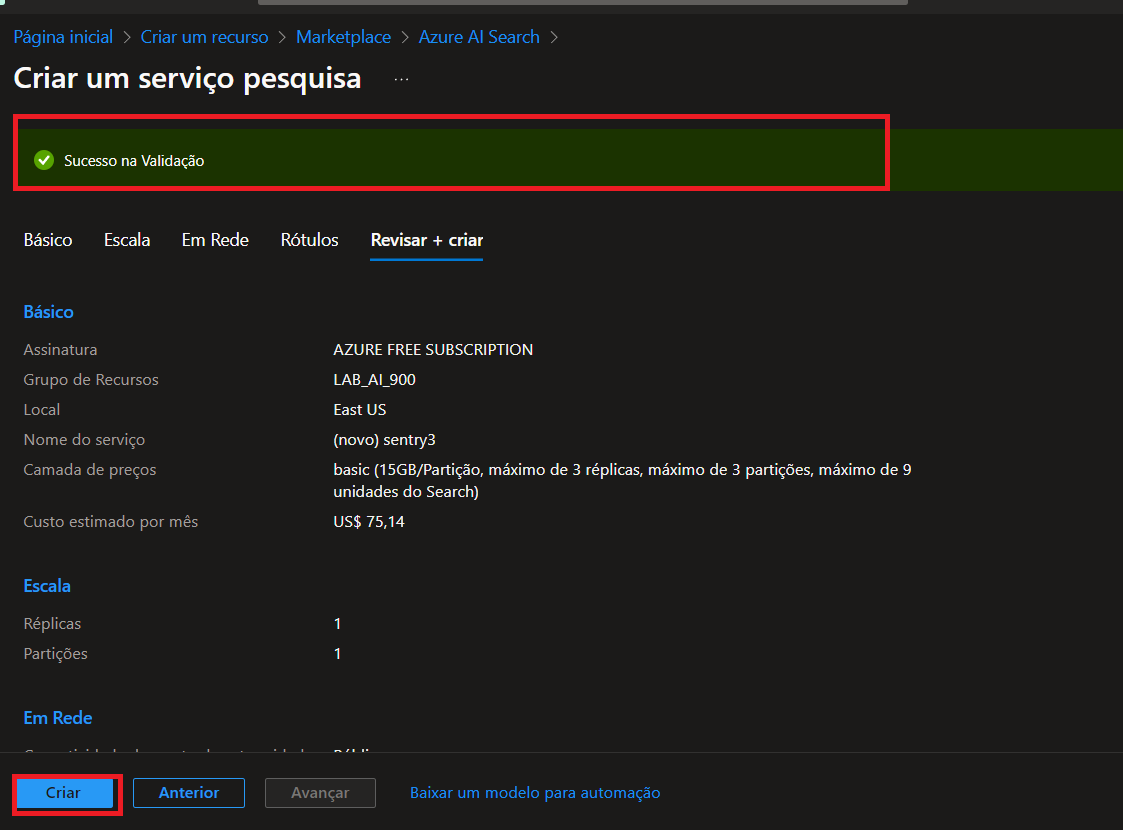 Página inicial > Criar um recurso > Marketplace > Azure AI Search >
Criar um serviço pesquisa ...
Sucesso na Validação
Básico Escala Em Rede Rótulos Revisar + criar
Básico
Assinatura AZURE FREE SUBSCRIPTION
Grupo de Recursos LAB_AI_900
Local East US
Nome do serviço (novo) sentry3
Camada de preços basic (15GB/Partição, máximo de 3 réplicas, máximo de 3 partições, máximo de 9
unidades do Search)
Custo estimado por mês US$ 75,14
Escala
Réplicas 1
Partições 1
Em Rede
Criar Anterior Avançar Baixar um modelo para automação